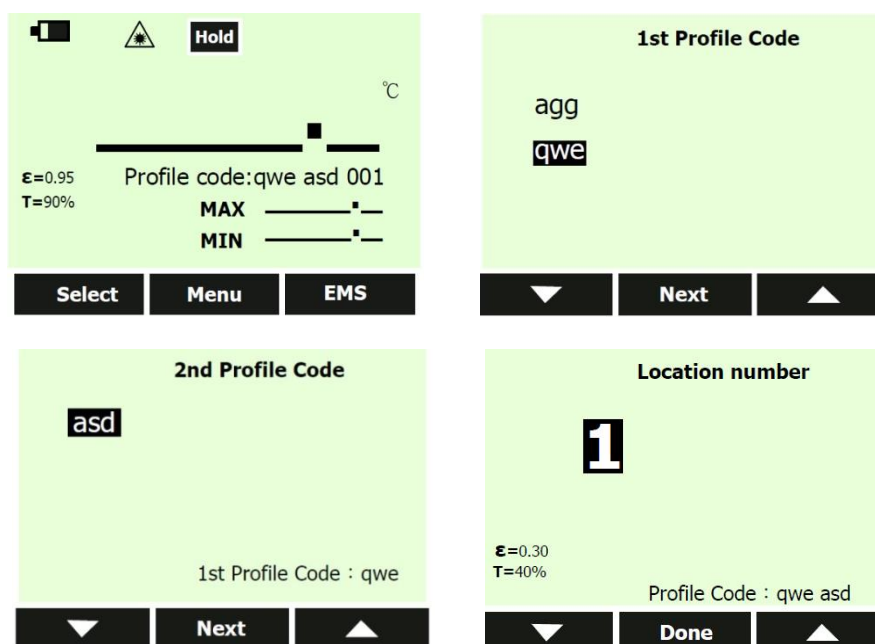 Hold
℃
ε=0.95
T=90%
Profile code:qwe asd 001
MAX
MIN
Select Menu EMS
1st Profile Code
agg
qwe
Next
2nd Profile Code
asd
1st Profile Code : qwe
Next
Location number
1
ε=0.30
T=40%
Profile Code : qwe asd
Done